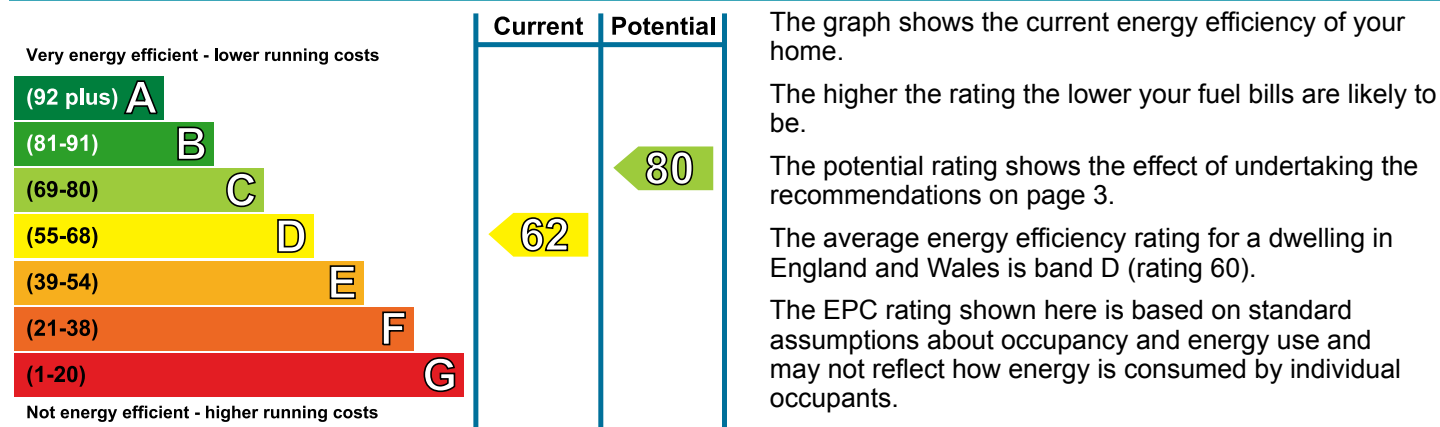 Current Potential
Very energy efficient - lower running costs
(92 plus) A
(81-91) B
(69-80) C
(55-68) D
(39-54) E
(21-38) F
(1-20) G
Not energy efficient - higher running costs
80
62
The graph shows the current energy efficiency of your
home.
The higher the rating the lower your fuel bills are likely to
be.
The potential rating shows the effect of undertaking the
recommendations on page 3.
The average energy efficiency rating for a dwelling in
England and Wales is band D (rating 60).
The EPC rating shown here is based on standard
assumptions about occupancy and energy use and
may not reflect how energy is consumed by individual
occupants.